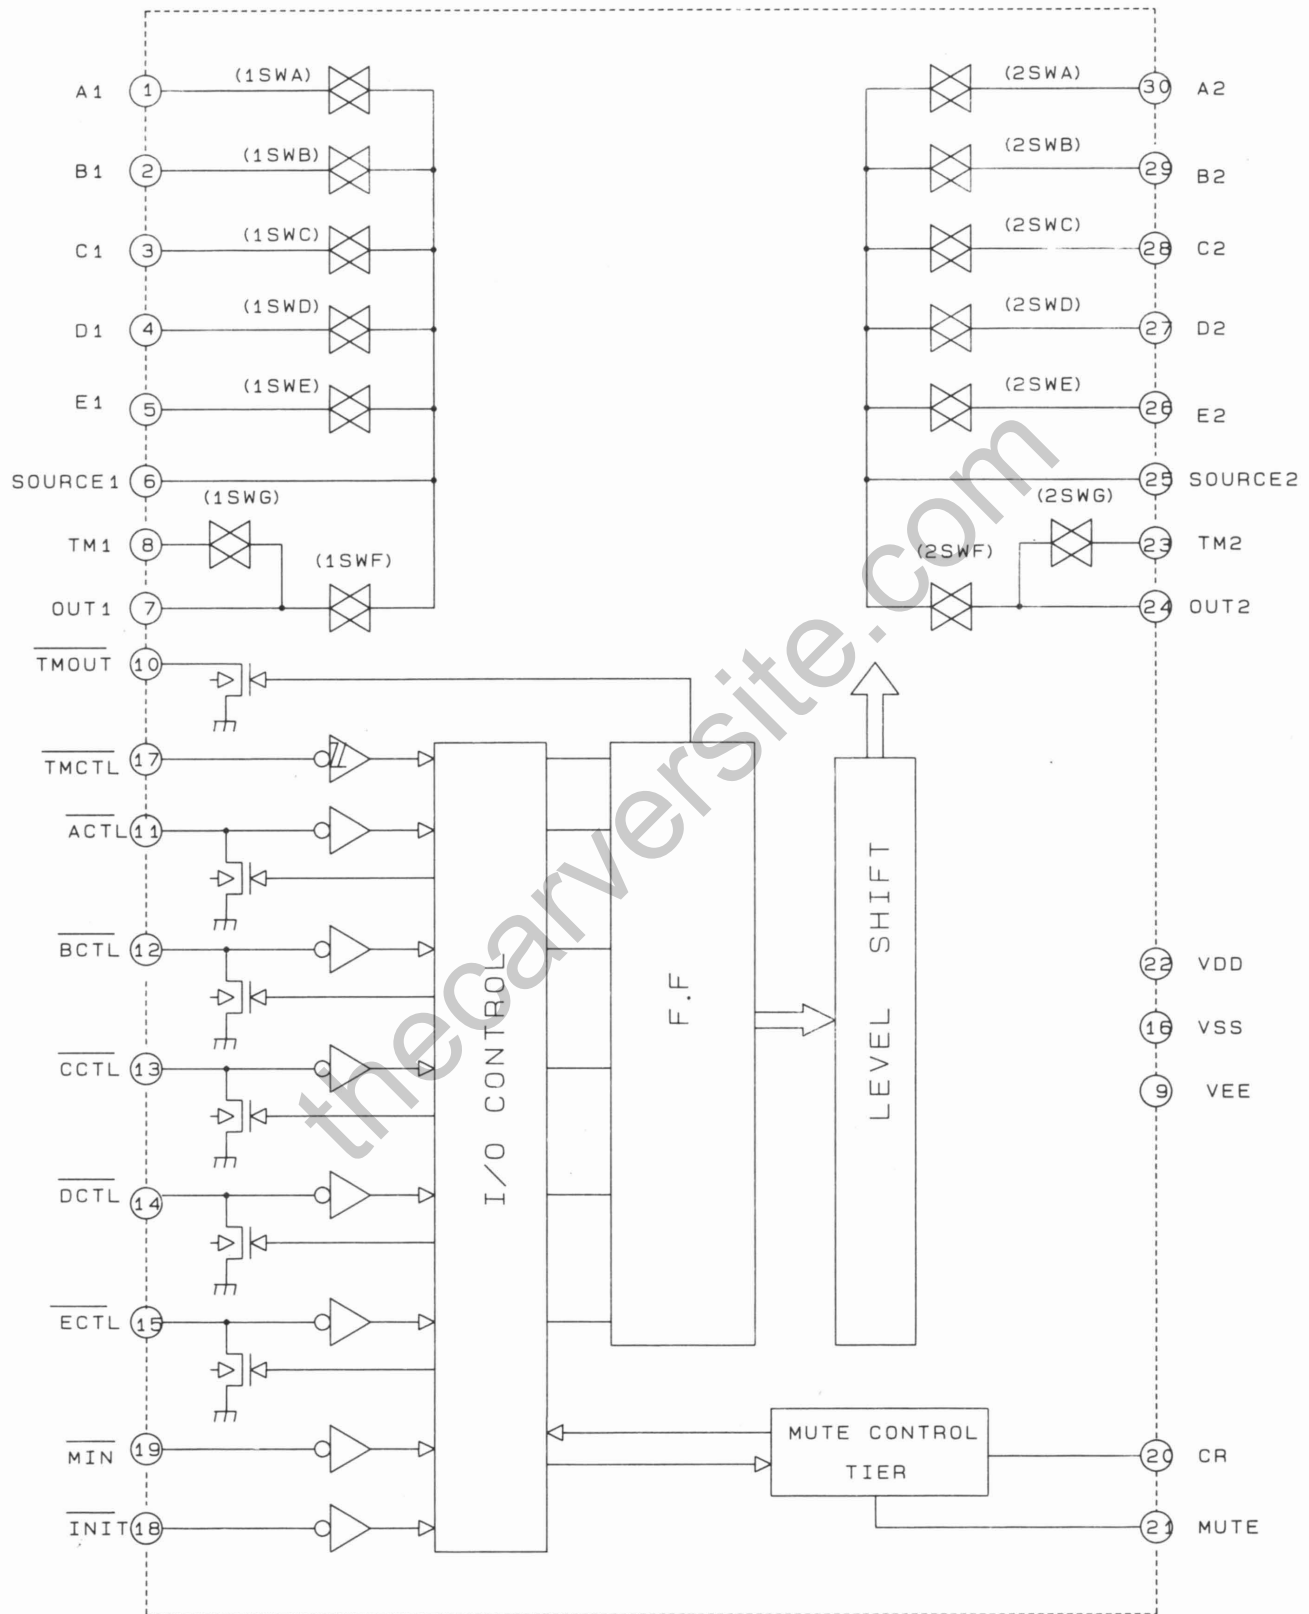 A1 1 (1SWA) (2SWA) 30 A2
B1 2 (1SWB) (2SWB) 29 B2
C1 3 (1SWC) (2SWC) 28 C2
D1 4 (1SWD) (2SWD) 27 D2
E1 5 (1SWE) (2SWE) 26 E2
SOURCE1 6 25 SOURCE2
(1SWG) (2SWG)
TM1 8 23 TM2
(1SWF) (2SWF)
OUT1 7 24 OUT2
TMOUT 10
TMCTL 17
ACTL 11
BCTL 12
CCTL 13
DCTL 14
ECTL 15
MIN 19
INIT 18
I/O CONTROL
F.F
LEVEL SHIFT
22 VDD
16 VSS
9 VEE
MUTE CONTROL
TIER
20 CR
21 MUTE
thecarversite.com